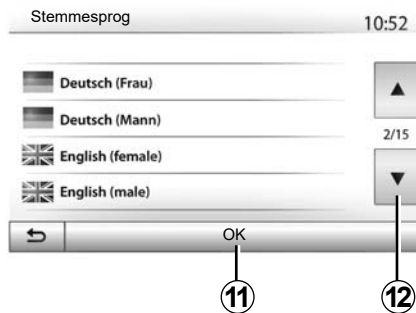 Stemmesprog 10:52
Deutsch (Frau)
Deutsch (Mann)
2/15
English (female)
English (male)
OK
11 12